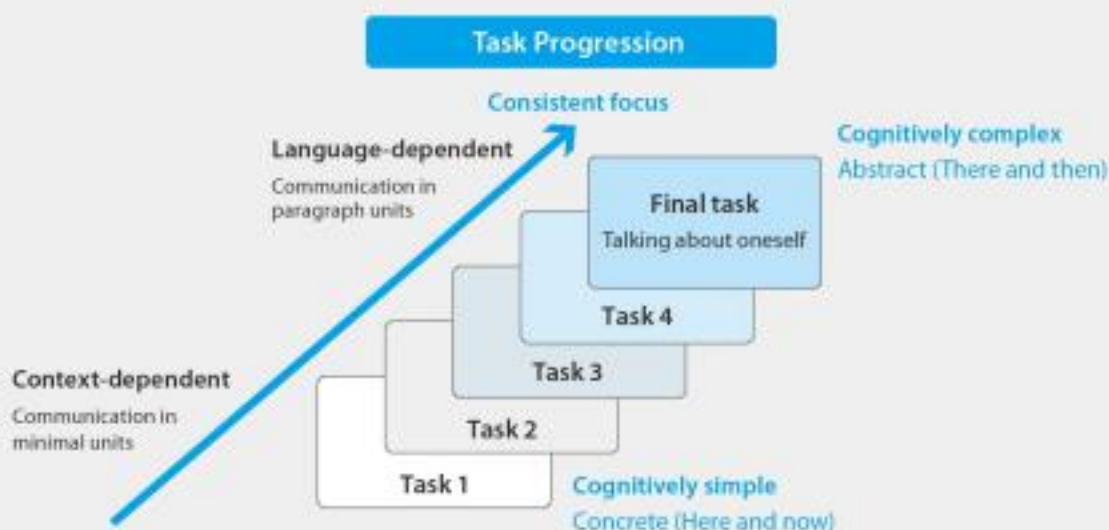 Task Progression
Consistent focus
Language-dependent
Communication in
paragraph units
Cognitively complex
Abstract (There and then)
Final task
Talking about oneself
Task 4
Task 3
Context-dependent
Communication in
minimal units
Task 2
Task 1
Cognitively simple
Concrete (Here and now)